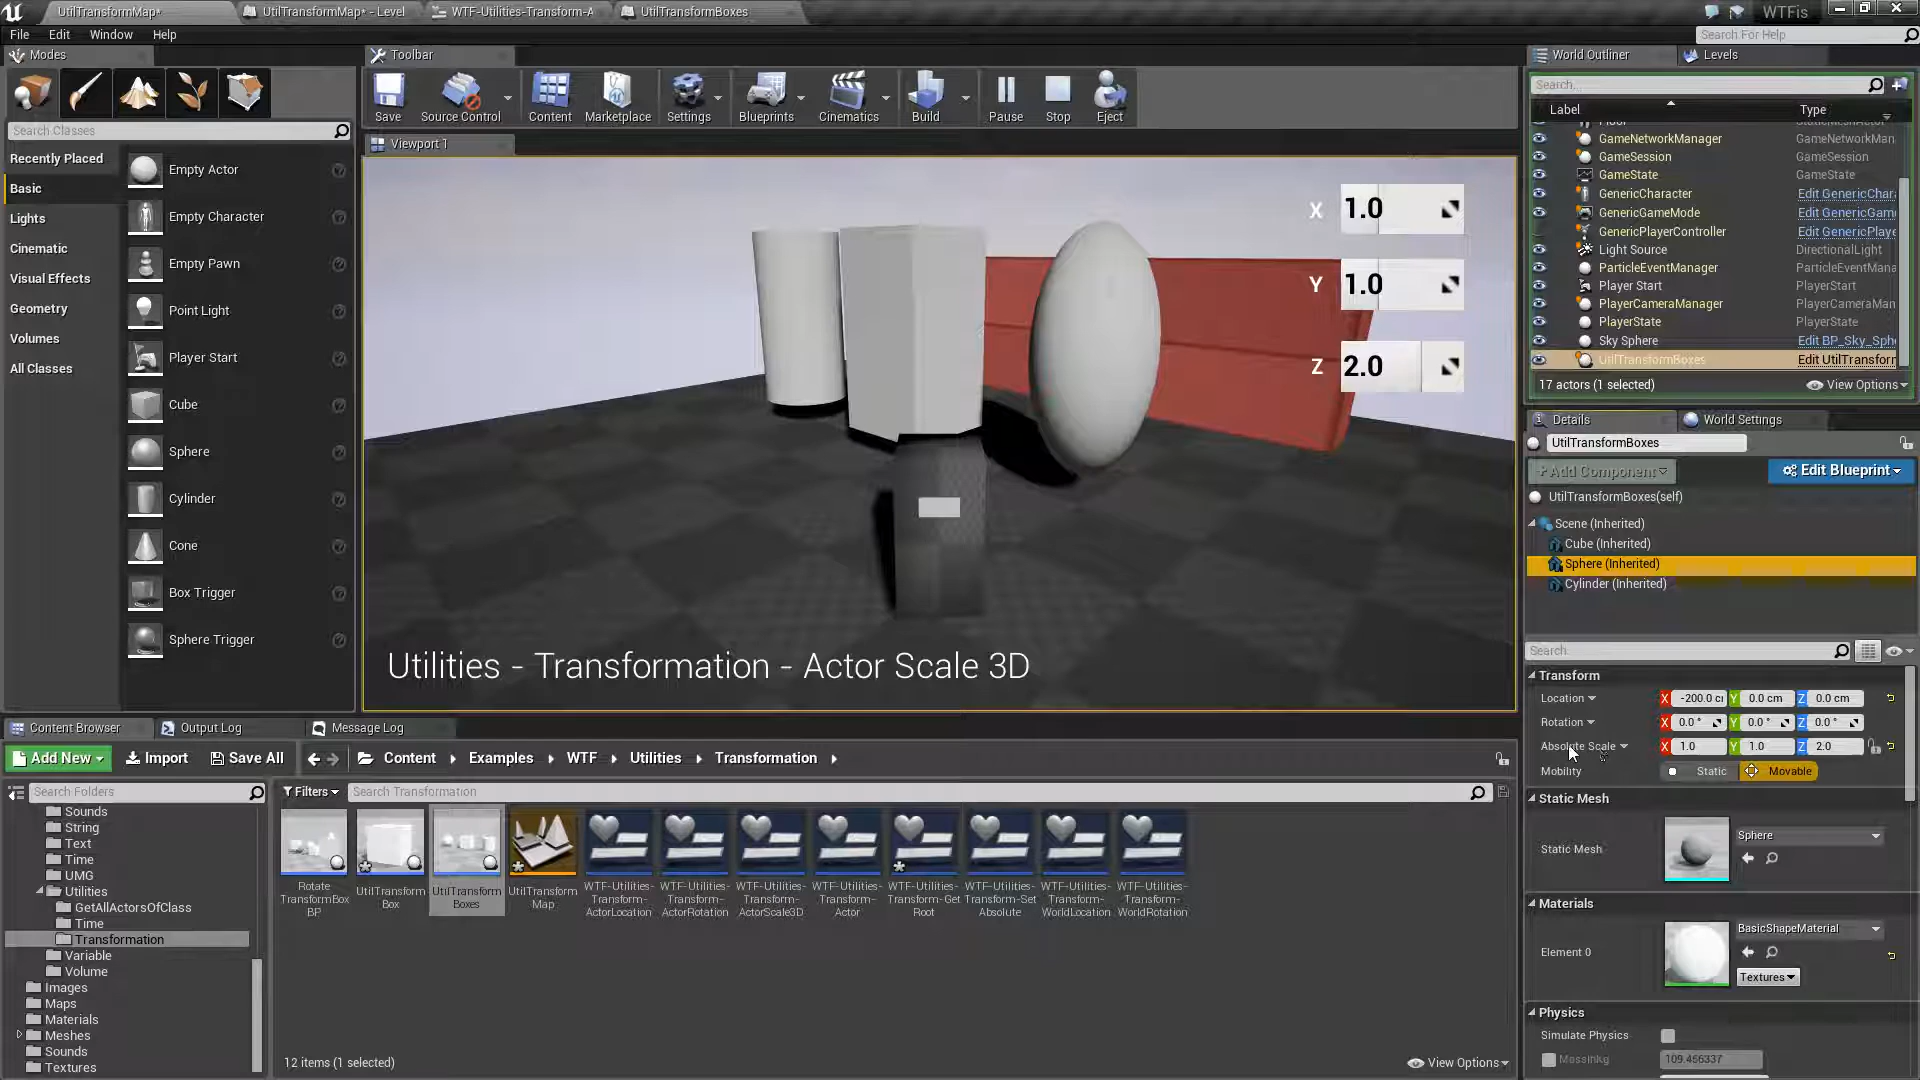 UtilTransformMap*
UtilTransformMap* - Level
WTF-Utilities-Transform-A
UtilTransformBoxes
WTFis
File Edit Window Help
Search For Help
Modes
Toolbar
World Outliner
Levels
Save
Source Control
Content
Marketplace
Settings
Blueprints
Cinematics
Build
Pause
Stop
Eject
Search...
Label
Type
Search Classes
Viewport 1
Recently Placed
Basic
Lights
Cinematic
Visual Effects
Geometry
Volumes
All Classes
Empty Actor
Empty Character
Empty Pawn
Point Light
Player Start
Cube
Sphere
Cylinder
Cone
Box Trigger
Sphere Trigger
X 1.0
Y 1.0
Z 2.0
Utilities - Transformation - Actor Scale 3D
GameNetworkManager GameNetworkMan
GameSession GameSession
GameState GameState
GenericCharacter Edit GenericChar
GenericGameMode Edit GenericGam
GenericPlayerController Edit GenericPlaye
Light Source DirectionalLight
ParticleEventManager ParticleEventMana
Player Start PlayerStart
PlayerCameraManager PlayerCameraMan
PlayerState PlayerState
Sky Sphere Edit BP_Sky_Sph
UtilTransformBoxes Edit UtilTransform
17 actors (1 selected)
View Options
Details
World Settings
UtilTransformBoxes
+Add Component
Edit Blueprint
UtilTransformBoxes(self)
Scene (Inherited)
Cube (Inherited)
Sphere (Inherited)
Cylinder (Inherited)
Search
Transform
Location X -200.0 c Y 0.0 cm Z 0.0 cm
Rotation X 0.0 ° Y 0.0 ° Z 0.0 °
Absolute Scale X 1.0 Y 1.0 Z 2.0
Mobility Static Movable
Static Mesh
Static Mesh Sphere
Materials
Element 0 BasicShapeMaterial
Textures
Physics
Simulate Physics
MassInKg 109.466337
Content Browser
Output Log
Message Log
Add New
Import
Save All
Content
Examples
WTF
Utilities
Transformation
Search Folders
Filters
Search Transformation
Sounds
String
Text
Time
UMG
Utilities
GetAllActorsOfClass
Time
Transformation
Variable
Volume
Images
Maps
Materials
Meshes
Sounds
Textures
Rotate
TransformBox
BP
UtilTransform
Box
UtilTransform
Boxes
UtilTransform
Map
WTF-Utilities-
Transform-
ActorLocation
WTF-Utilities-
Transform-
ActorRotation
WTF-Utilities-
Transform-
ActorScale3D
WTF-Utilities-
Transform-
Actor
WTF-Utilities-
Transform-Get
Root
WTF-Utilities-
Transform-Set
Absolute
WTF-Utilities-
Transform-
WorldLocation
WTF-Utilities-
Transform-
WorldRotation
12 items (1 selected)
View Options